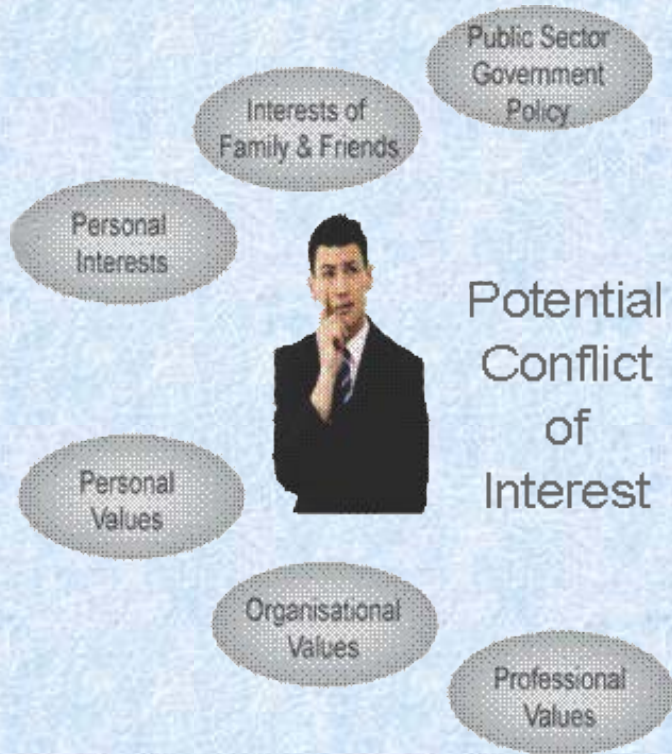 Public Sector
Government
Policy
Interests of
Family & Friends
Personal
Interests
Potential
Conflict
of
Interest
Personal
Values
Organisational
Values
Professional
Values